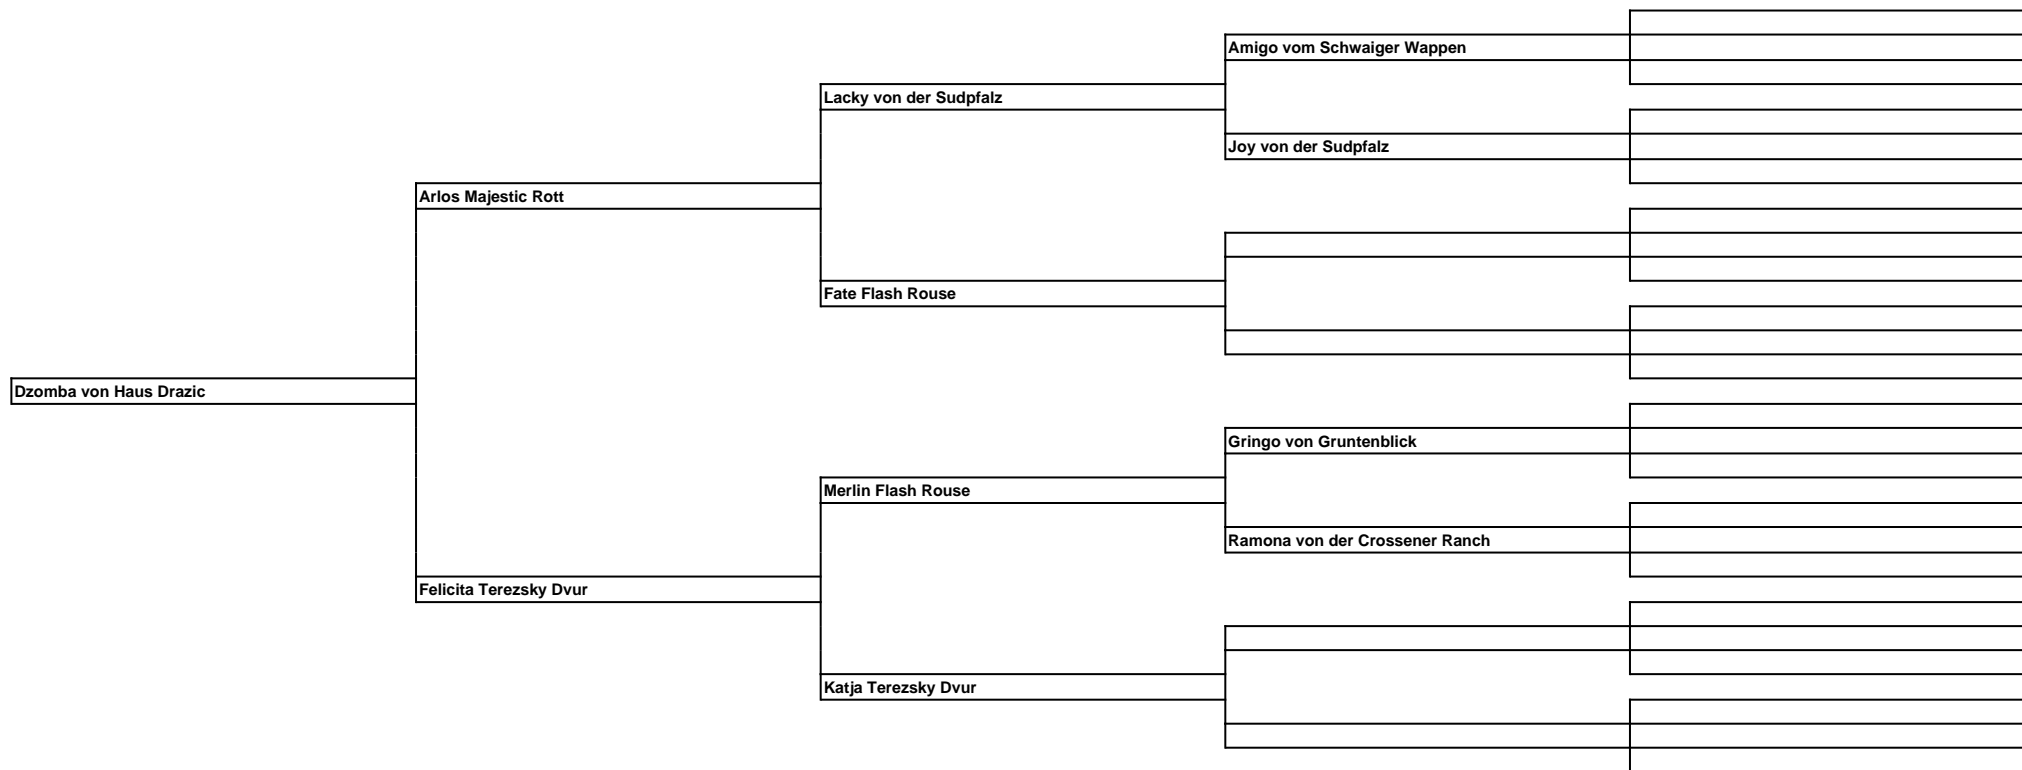 Amigo vom Schwaiger Wappen
Lacky von der Sudpfalz
Joy von der Sudpfalz
Arlos Majestic Rott
Fate Flash Rouse
Dzomba von Haus Drazic
Gringo von Gruntenblick
Merlin Flash Rouse
Ramona von der Crossener Ranch
Felicita Terezsky Dvur
Katja Terezsky Dvur